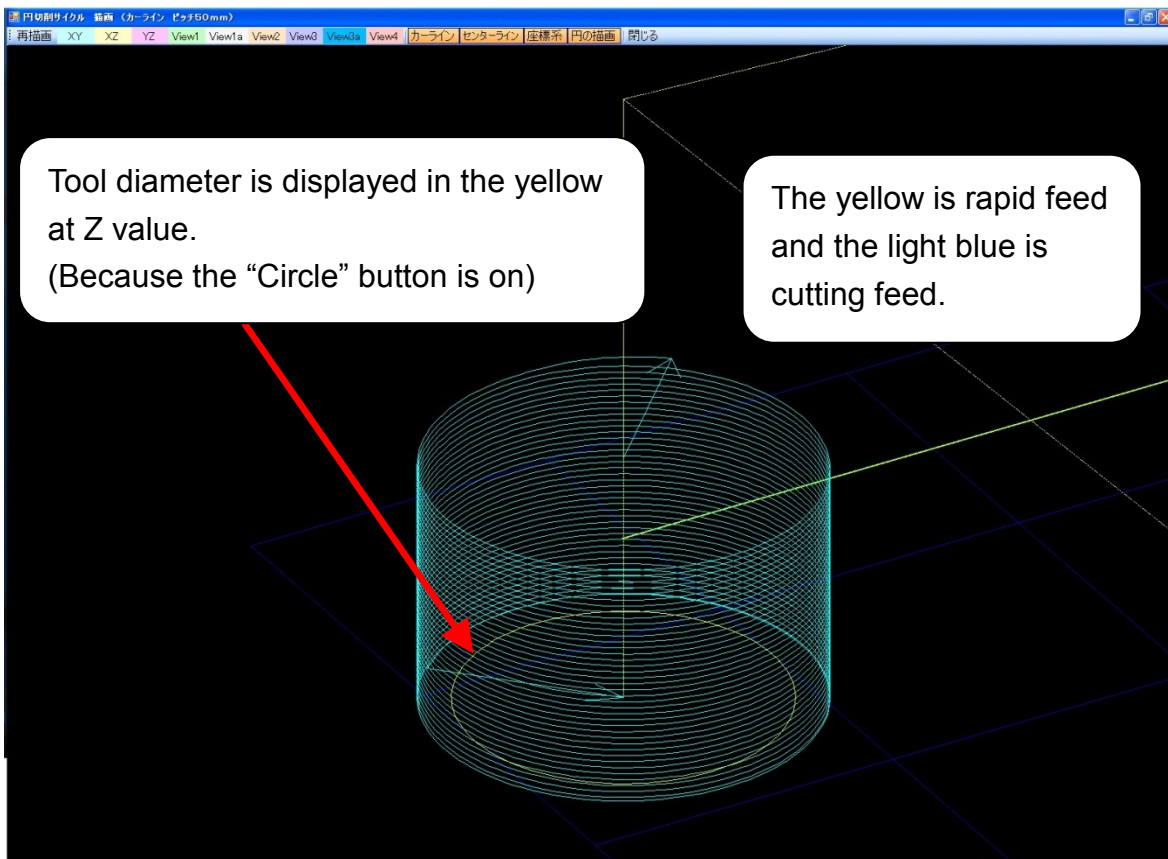 円切削サイクル 描画 (カーライン ピッチ50mm)
再描画 XY XZ YZ View1 View1a View2 View3 View3a View4 カーライン センターライン 座標系 円の描画 閉じる
Tool diameter is displayed in the yellow
at Z value.
(Because the “Circle” button is on)
The yellow is rapid feed
and the light blue is
cutting feed.